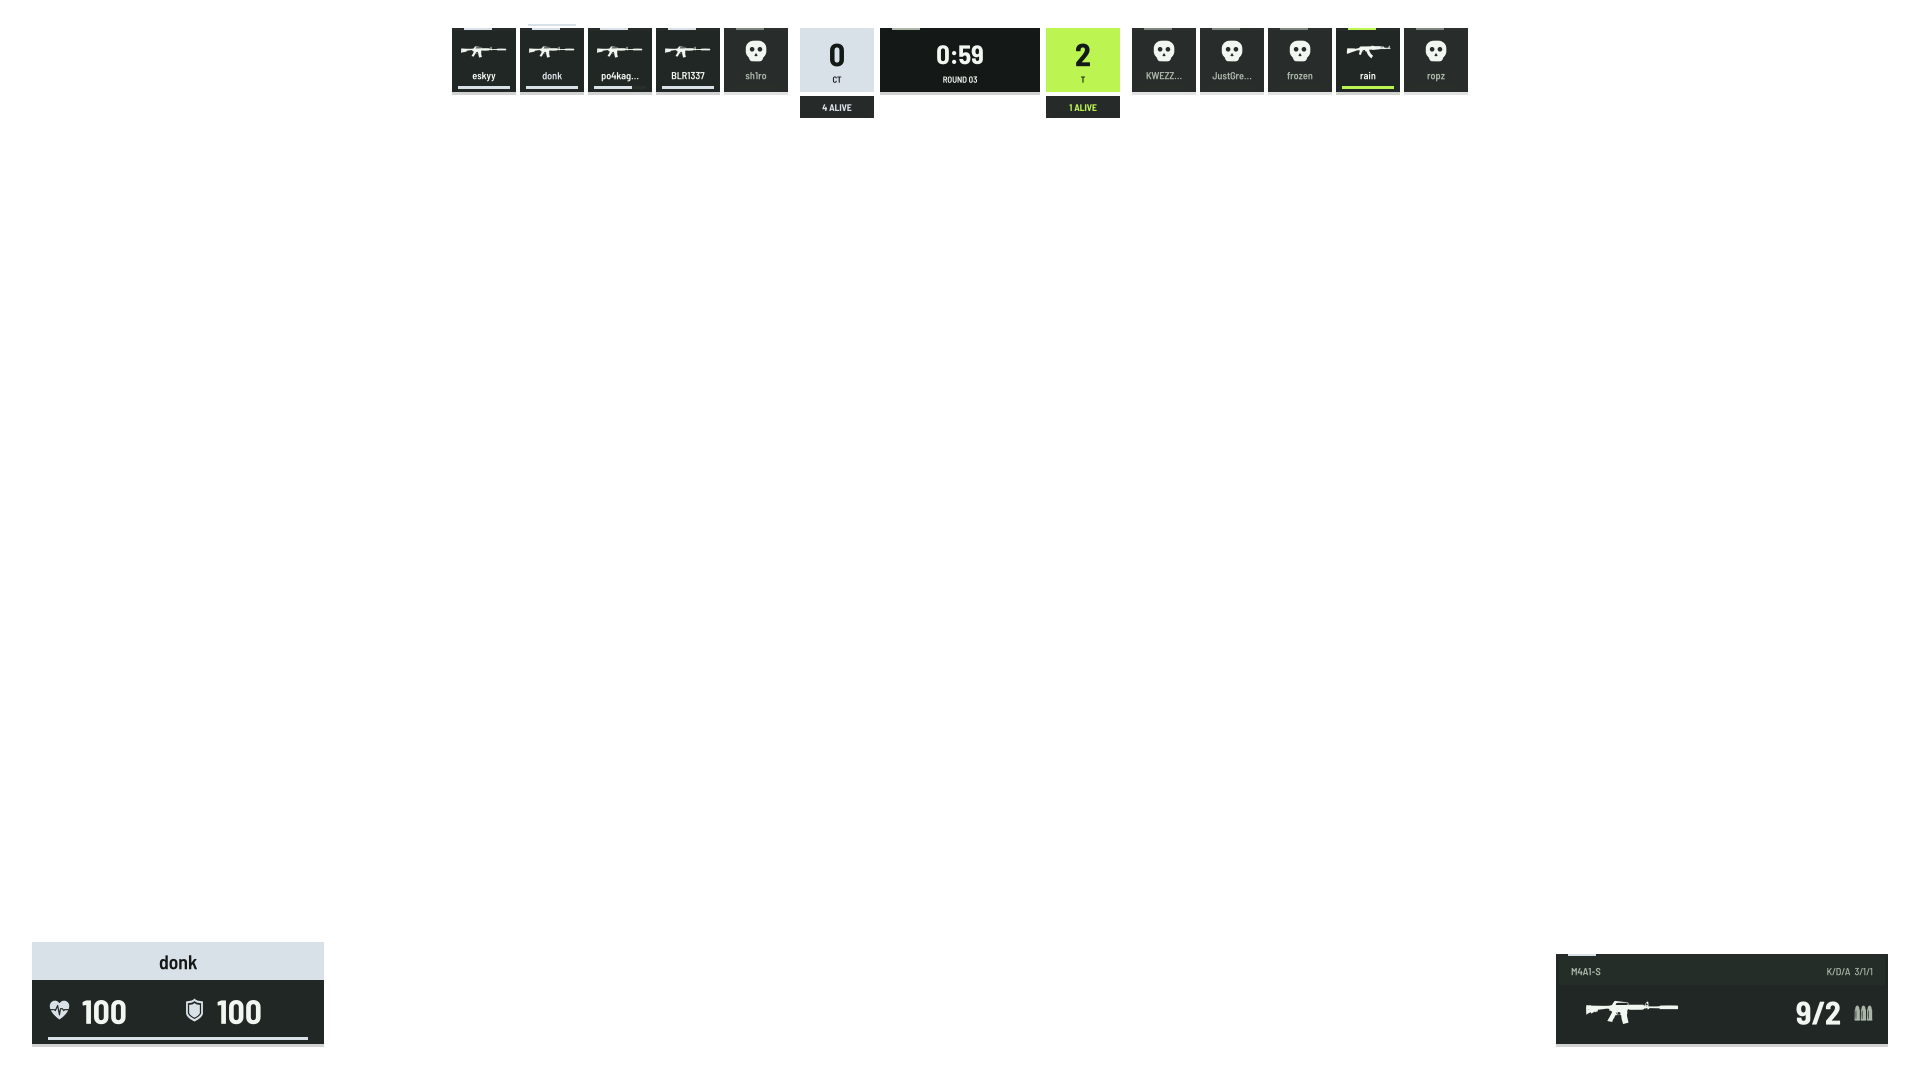 eskyy
donk
po4kag...
BLR1337
sh1ro
0
CT
4 ALIVE
0:59
ROUND 03
2
T
1 ALIVE
KWEZZ...
JustGre...
frozen
rain
ropz
donk
100
100
M4A1-S
K/D/A 3/1/1
9/2